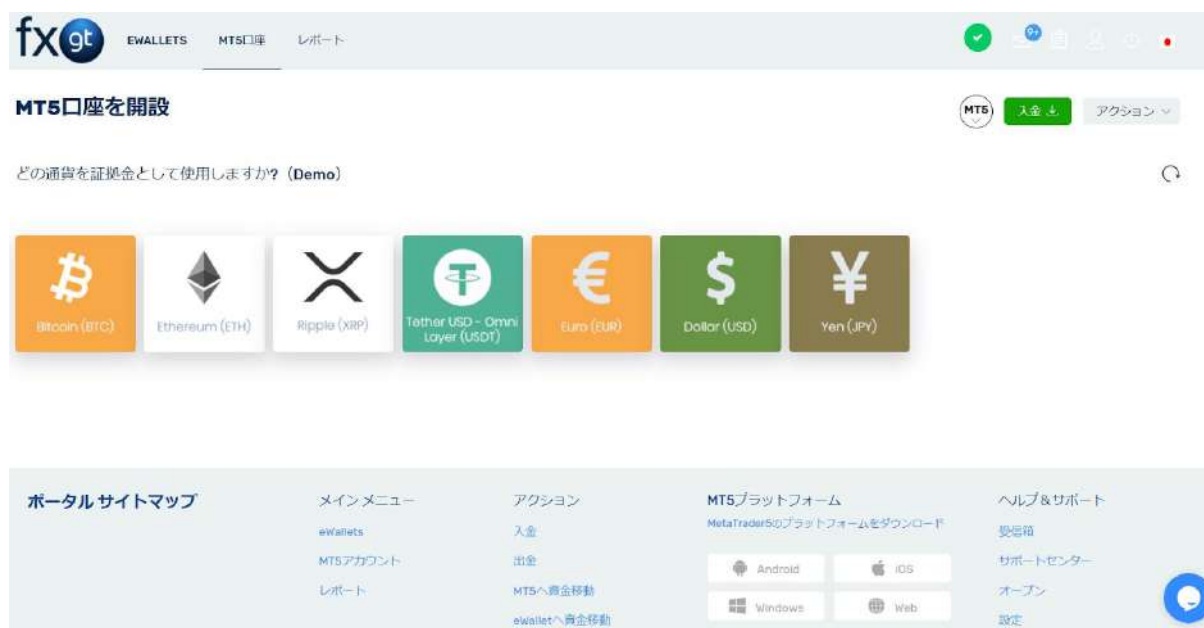 fxgt
EWALLETS MT5口座 レポート
9+
MT5口座を開設
MT5 入金 アクション
どの通貨を証拠金として使用しますか?（Demo）
Bitcoin (BTC)
Ethereum (ETH)
Ripple (XRP)
Tether USD - Omni
Layer (USDT)
Euro (EUR)
Dollar (USD)
Yen (JPY)
ポータル サイトマップ
メイン メニュー
eWallets
MT5アカウント
レポート
アクション
入金
出金
MT5へ資金移動
eWalletへ資金移動
MT5プラットフォーム
MetaTrader5のプラットフォームをダウンロード
Android
iOS
Windows
Web
ヘルプ＆サポート
受信箱
サポートセンター
オープン
設定